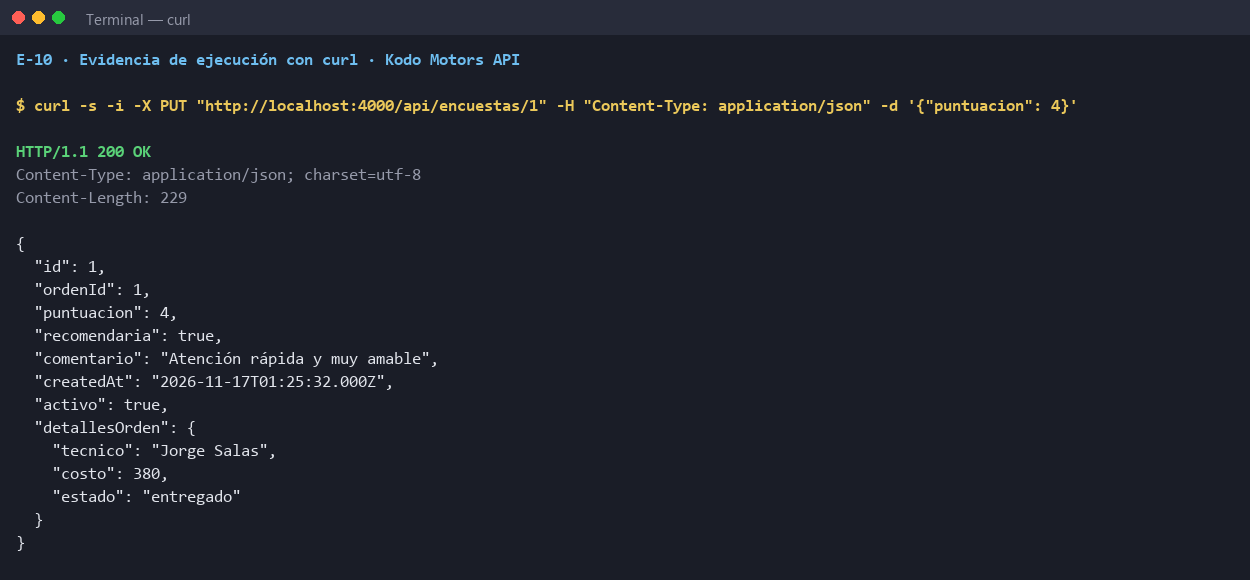 Terminal — curl
E-10 · Evidencia de ejecución con curl · Kodo Motors API
$ curl -s -i -X PUT "http://localhost:4000/api/encuestas/1" -H "Content-Type: application/json" -d '{"puntuacion": 4}'
HTTP/1.1 200 OK
Content-Type: application/json; charset=utf-8
Content-Length: 229
{
  "id": 1,
  "ordenId": 1,
  "puntuacion": 4,
  "recomendaria": true,
  "comentario": "Atención rápida y muy amable",
  "createdAt": "2026-11-17T01:25:32.000Z",
  "activo": true,
  "detallesOrden": {
    "tecnico": "Jorge Salas",
    "costo": 380,
    "estado": "entregado"
  }
}